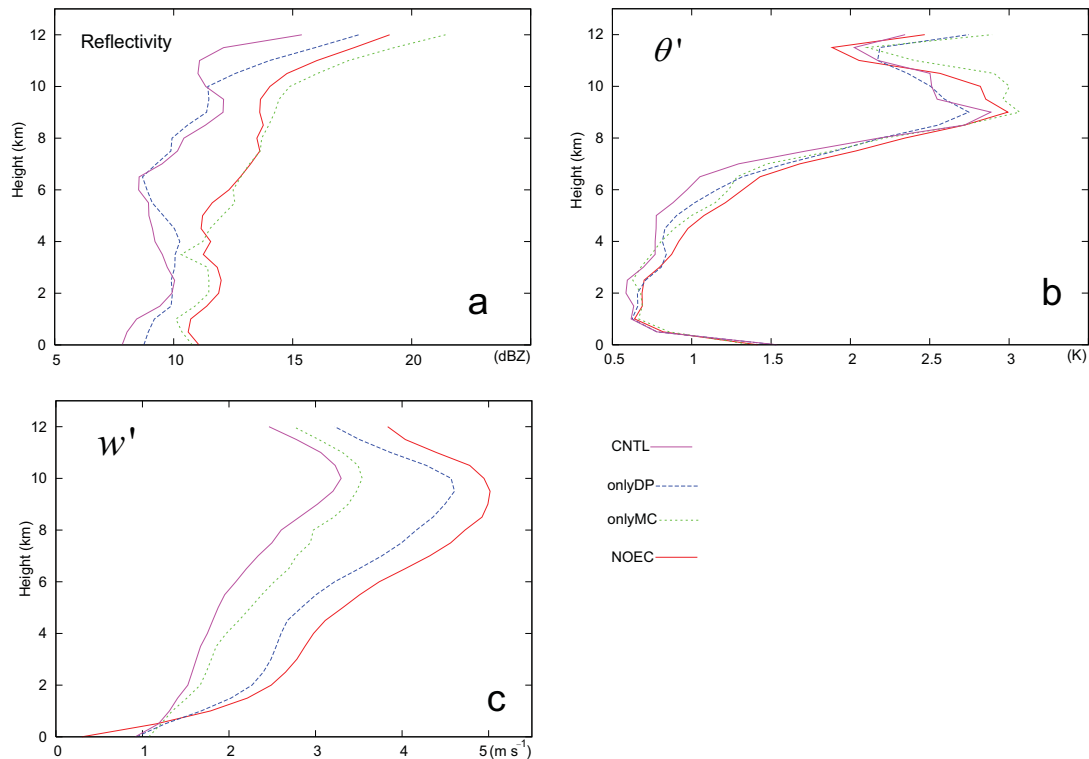 Reflectivity
Height (km)
12
10
8
6
4
2
0
5
10
15
20
(dBZ)
a
θ'
Height (km)
12
10
8
6
4
2
0
0.5
1
1.5
2
2.5
3
(K)
b
w'
Height (km)
12
10
8
6
4
2
0
0
1
2
3
4
5 (m s⁻¹)
c
CNTL
onlyDP
onlyMC
NOEC